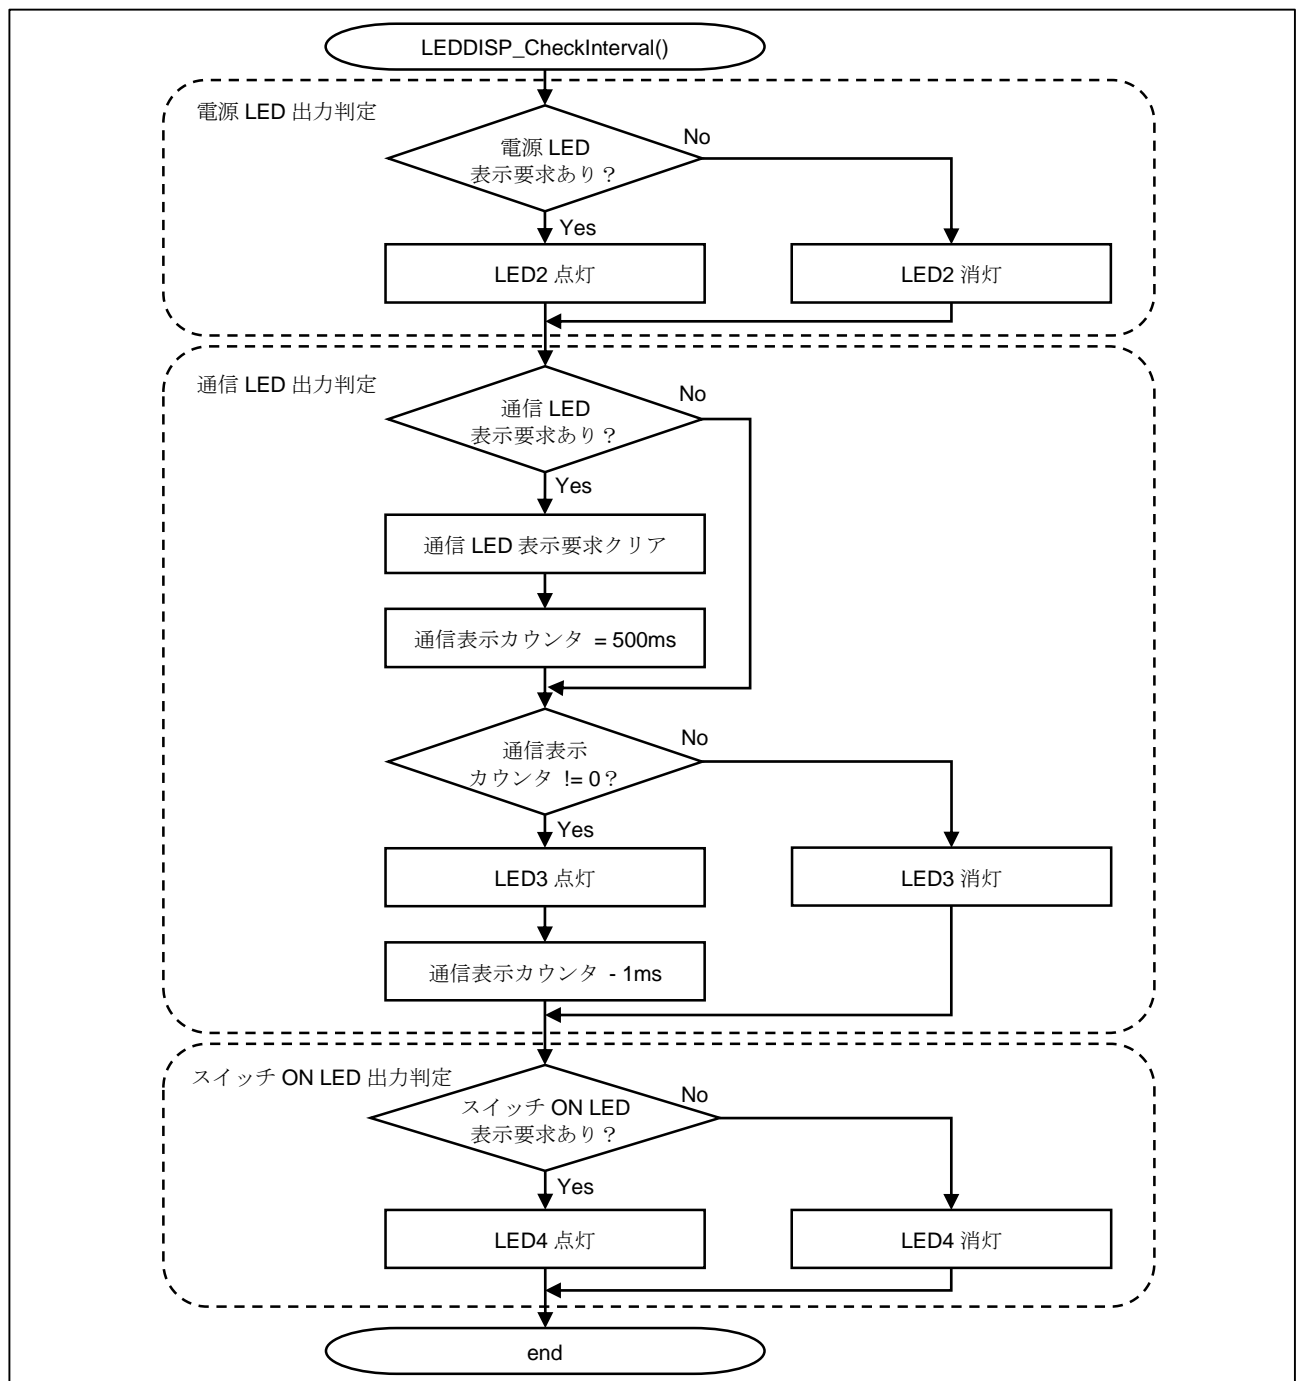 LEDDISP_CheckInterval()
電源 LED 出力判定
電源 LED
表示要求あり？
No
Yes
LED2 点灯
LED2 消灯
通信 LED 出力判定
通信 LED
表示要求あり？
No
Yes
通信 LED 表示要求クリア
通信表示カウンタ = 500ms
通信表示
カウンタ != 0？
No
Yes
LED3 点灯
LED3 消灯
通信表示カウンタ - 1ms
スイッチ ON LED 出力判定
スイッチ ON LED
表示要求あり？
No
Yes
LED4 点灯
LED4 消灯
end